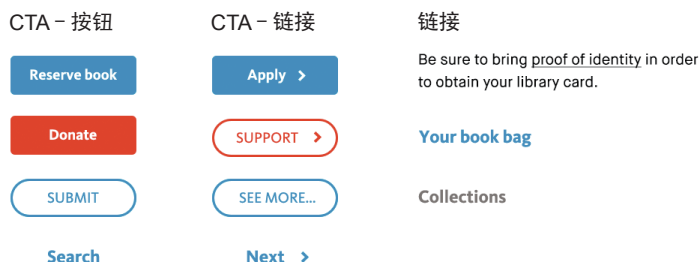 CTA – 按钮
Reserve book
Donate
SUBMIT
Search
CTA – 链接
Apply
SUPPORT
SEE MORE...
Next
链接
Be sure to bring proof of identity in order
to obtain your library card.
Your book bag
Collections